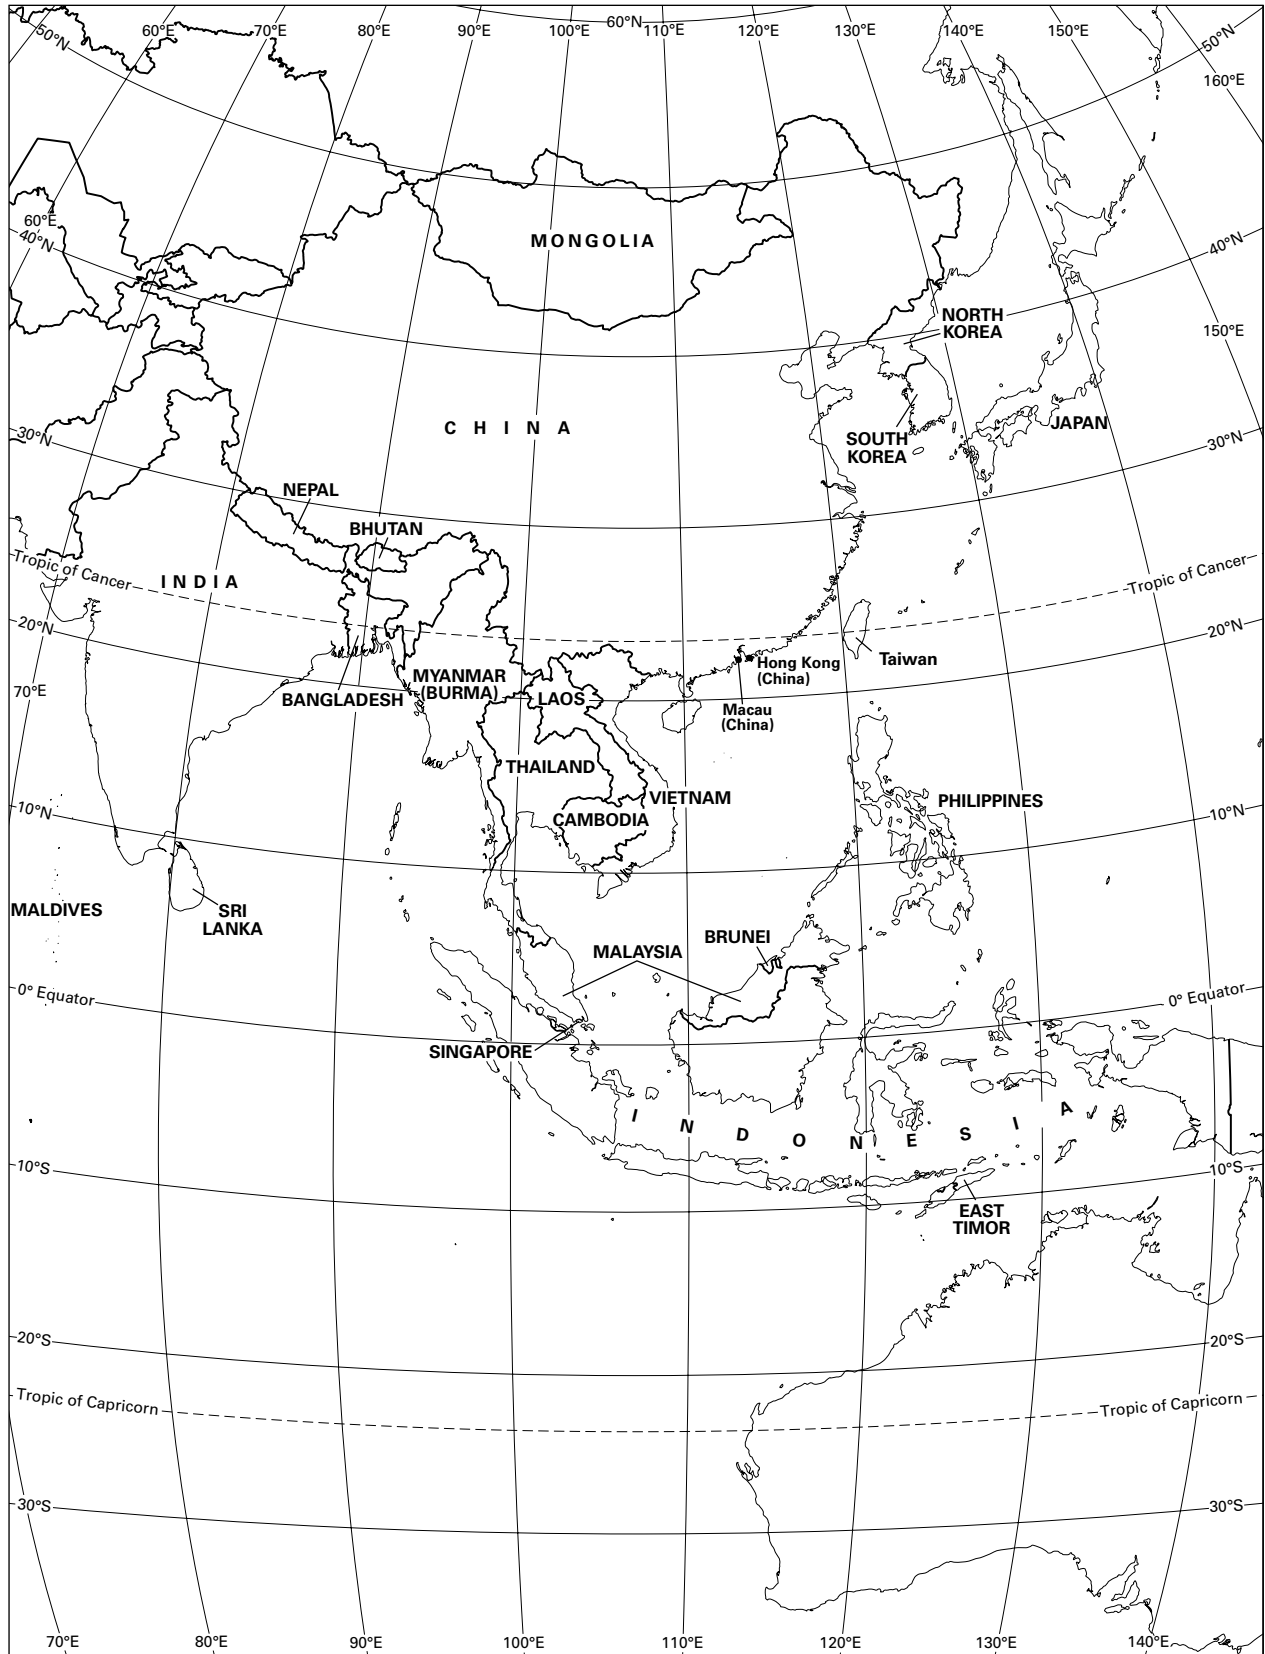 60°N
50°N
60°E
70°E
80°E
90°E
100°E
110°E
120°E
130°E
140°E
150°E
50°N
160°E
60°E
40°N
MONGOLIA
40°N
NORTH
KOREA
150°E
30°N
CHINA
SOUTH
KOREA
JAPAN
30°N
NEPAL
BHUTAN
Tropic of Cancer
INDIA
Tropic of Cancer
20°N
20°N
70°E
BANGLADESH
MYANMAR
(BURMA)
LAOS
Hong Kong
(China)
Taiwan
Macau
(China)
THAILAND
VIETNAM
PHILIPPINES
10°N
CAMBODIA
10°N
MALDIVES
SRI
LANKA
MALAYSIA
BRUNEI
0° Equator
0° Equator
SINGAPORE
INDONESIA
10°S
10°S
EAST
TIMOR
20°S
20°S
Tropic of Capricorn
Tropic of Capricorn
30°S
30°S
70°E
80°E
90°E
100°E
110°E
120°E
130°E
140°E